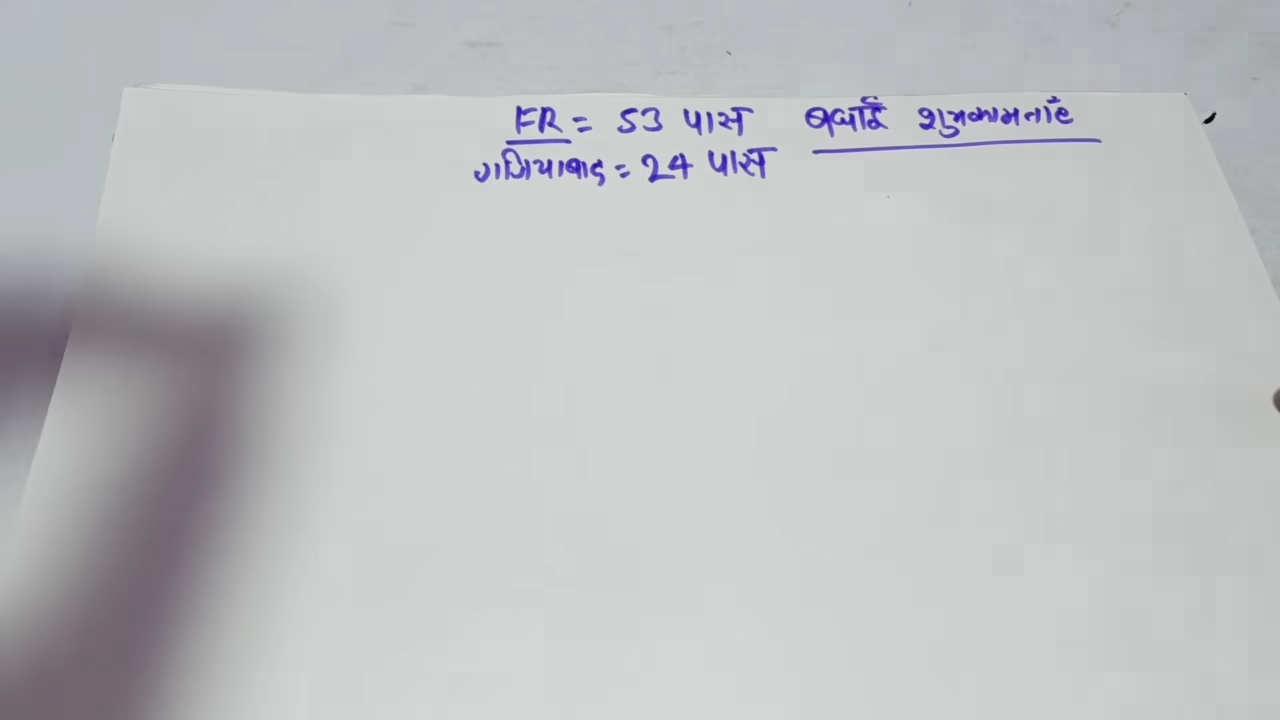 FR = 53 पास बधाई शुभकामनाएं
गाजियाबाद = 24 पास